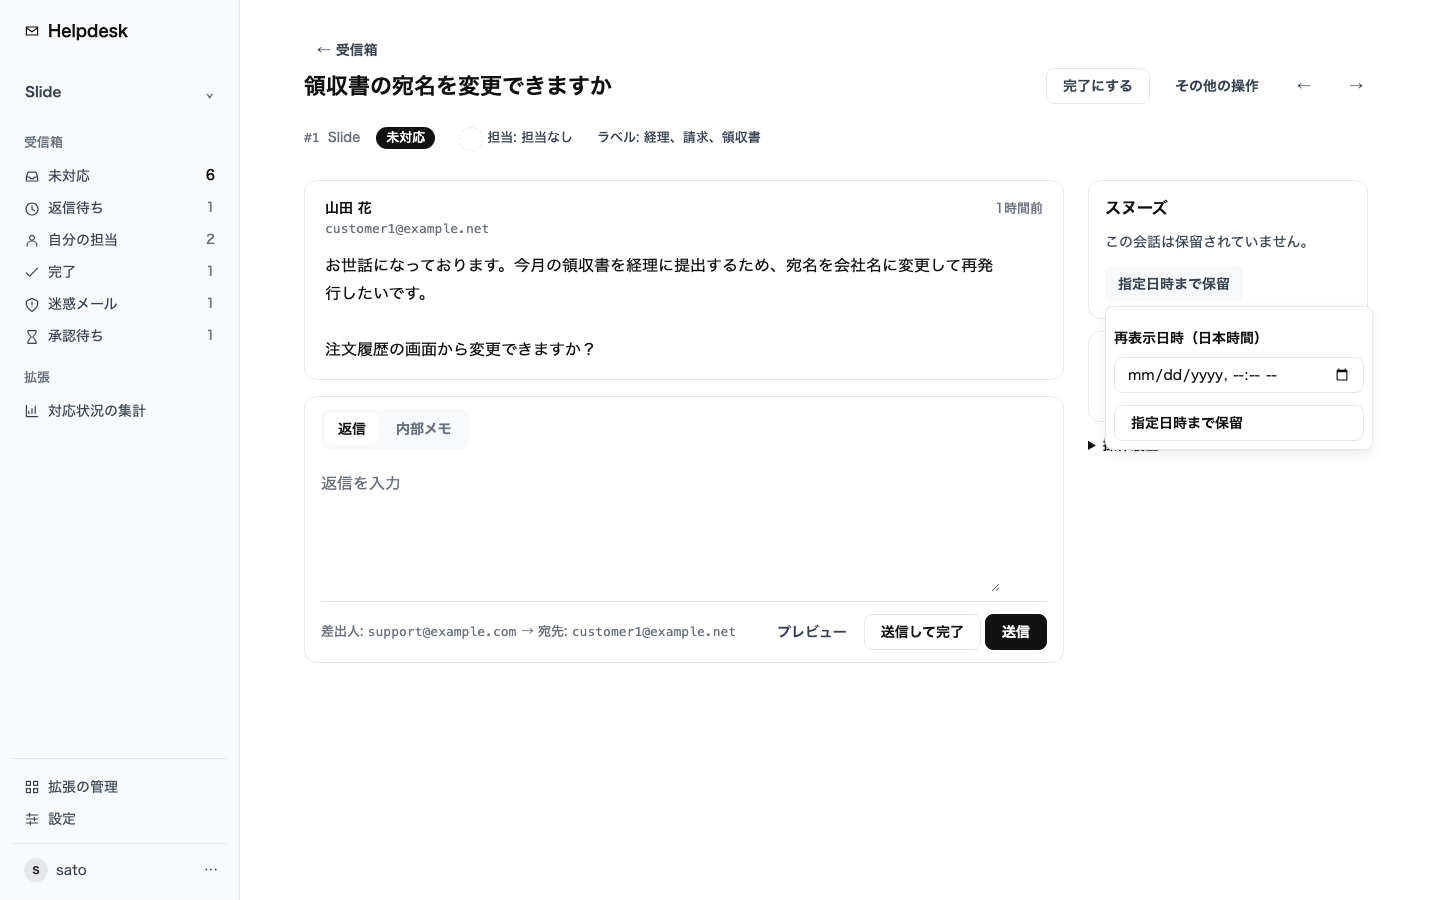 Helpdesk
Slide
受信箱
未対応 6
返信待ち 1
自分の担当 2
完了 1
迷惑メール 1
承認待ち 1
拡張
対応状況の集計
拡張の管理
設定
S sato ...
← 受信箱
領収書の宛名を変更できますか
完了にする その他の操作 ← →
#1 Slide 未対応 担当: 担当なし ラベル: 経理、請求、領収書
山田 花 1時間前
customer1@example.net
お世話になっております。今月の領収書を経理に提出するため、宛名を会社名に変更して再発
行したいです。
注文履歴の画面から変更できますか？
返信 内部メモ
返信を入力
差出人: support@example.com → 宛先: customer1@example.net プレビュー 送信して完了 送信
スヌーズ
この会話は保留されていません。
指定日時まで保留
再表示日時（日本時間）
mm/dd/yyyy, --:-- --
指定日時まで保留